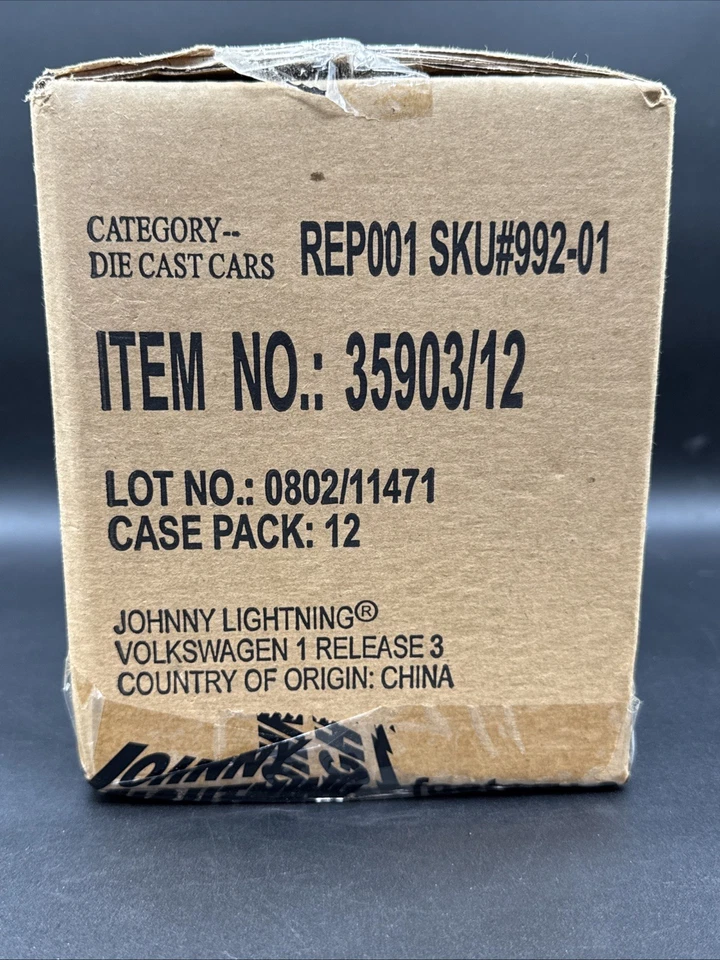 CATEGORY--
DIE CAST CARS
REP001 SKU#992-01
ITEM NO.: 35903/12
LOT NO.: 0802/11471
CASE PACK: 12
JOHNNY LIGHTNING®
VOLKSWAGEN 1 RELEASE 3
COUNTRY OF ORIGIN: CHINA
JOHNNY